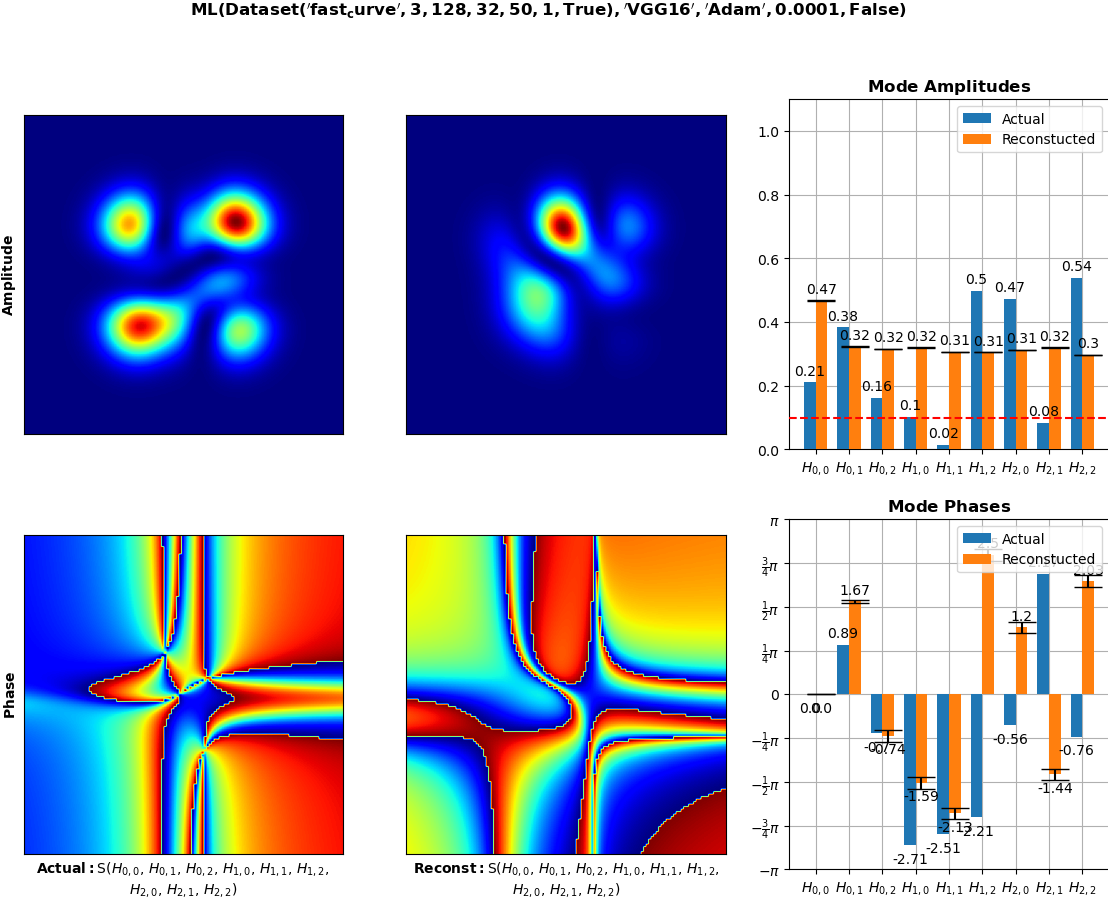 ML(Dataset('fast_curve', 3, 128, 32, 50, 1, True), 'VGG16', 'Adam', 0.0001, False)
Amplitude
Mode Amplitudes
Actual
Reconstucted
1.0
0.8
0.6
0.4
0.2
0.0
0.21
0.47
0.38
0.32
0.16
0.32
0.1
0.32
0.02
0.31
0.5
0.31
0.47
0.31
0.08
0.32
0.54
0.3
H0,0 H0,1 H0,2 H1,0 H1,1 H1,2 H2,0 H2,1 H2,2
Phase
Actual: S(H0,0, H0,1, H0,2, H1,0, H1,1, H1,2,
H2,0, H2,1, H2,2)
Reconst: S(H0,0, H0,1, H0,2, H1,0, H1,1, H1,2,
H2,0, H2,1, H2,2)
Mode Phases
Actual
Reconstucted
π
3/4π
1/2π
1/4π
0
−1/4π
−1/2π
−3/4π
−π
0.0
0.0
0.89
1.67
-0.74
-2.71
-1.59
-2.51
-2.13
-2.21
2.5
-0.56
1.2
-1.44
-0.76
2.03
H0,0 H0,1 H0,2 H1,0 H1,1 H1,2 H2,0 H2,1 H2,2